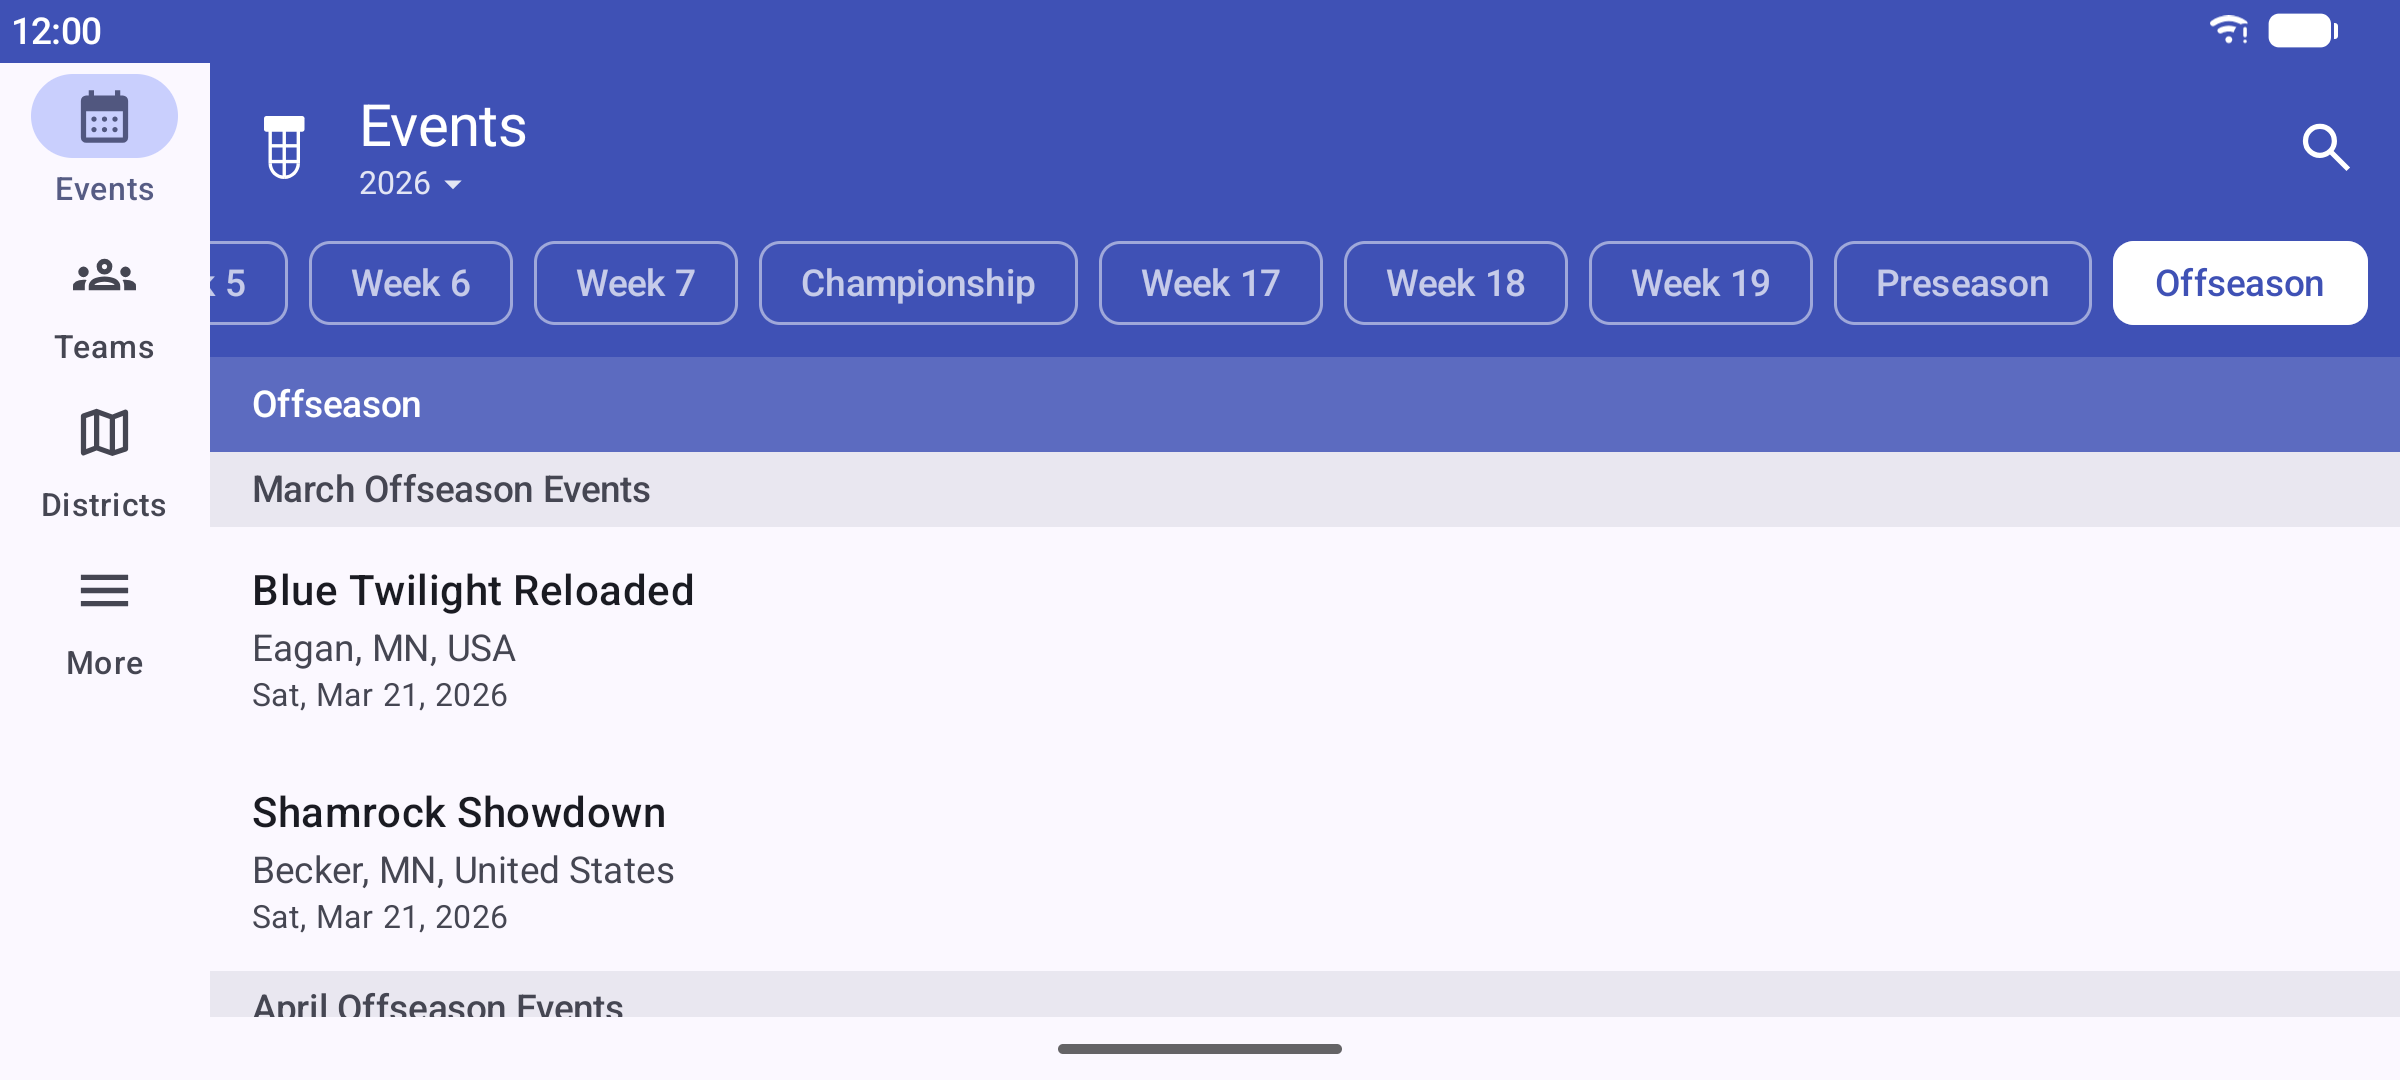 12:00
Events
2026
Events
Teams
Districts
More
k 5
Week 6
Week 7
Championship
Week 17
Week 18
Week 19
Preseason
Offseason
Offseason
March Offseason Events
Blue Twilight Reloaded
Eagan, MN, USA
Sat, Mar 21, 2026
Shamrock Showdown
Becker, MN, United States
Sat, Mar 21, 2026
April Offseason Events